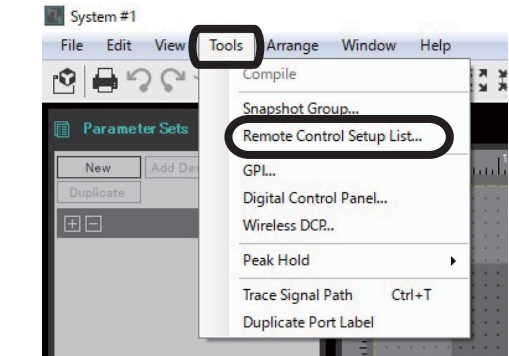 System #1
File Edit View Tools Arrange Window Help
Parameter Sets
New Add De
Duplicate
Compile
Snapshot Group...
Remote Control Setup List...
GPI...
Digital Control Panel...
Wireless DCP...
Peak Hold
Trace Signal Path Ctrl+T
Duplicate Port Label